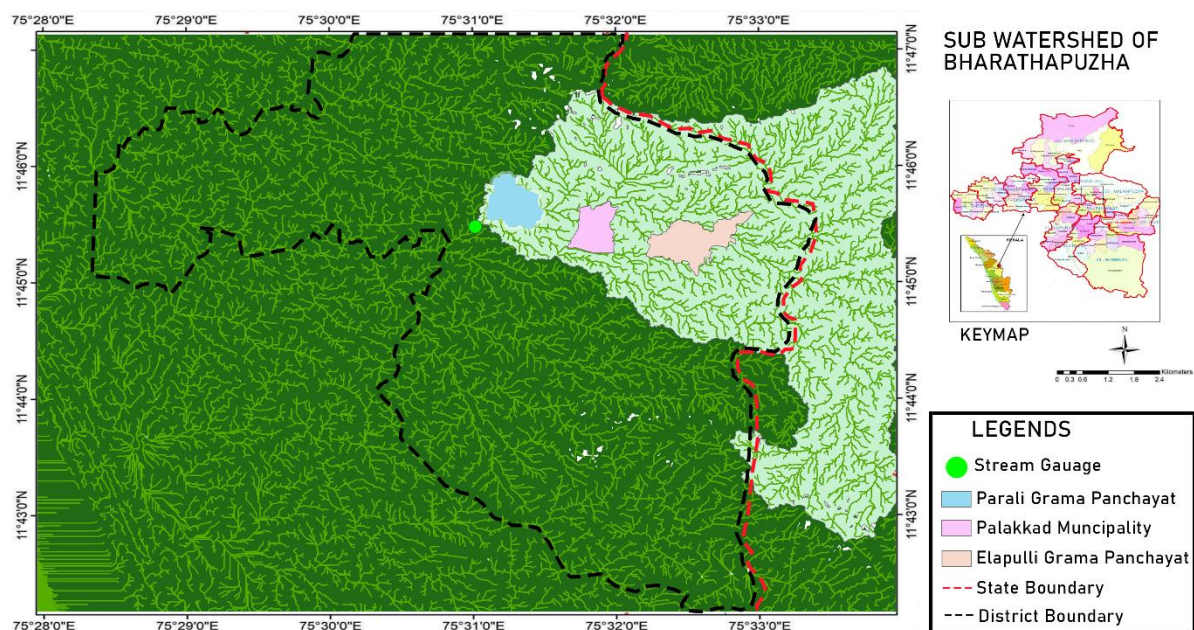 75°28'0"E 75°29'0"E 75°30'0"E 75°31'0"E 75°32'0"E 75°33'0"E
11°47'0"N
11°46'0"N
11°45'0"N
11°44'0"N
11°43'0"N
11°47'0"N
11°46'0"N
11°45'0"N
11°44'0"N
11°43'0"N
75°28'0"E 75°29'0"E 75°30'0"E 75°31'0"E 75°32'0"E 75°33'0"E
SUB WATERSHED OF
BHARATHAPUZHA
KERALA
KEYMAP
N
Kilometers
0 0.3 0.6 1.2 1.8 2.4
LEGENDS
Stream Gauage
Parali Grama Panchayat
Palakkad Muncipality
Elapulli Grama Panchayat
State Boundary
District Boundary